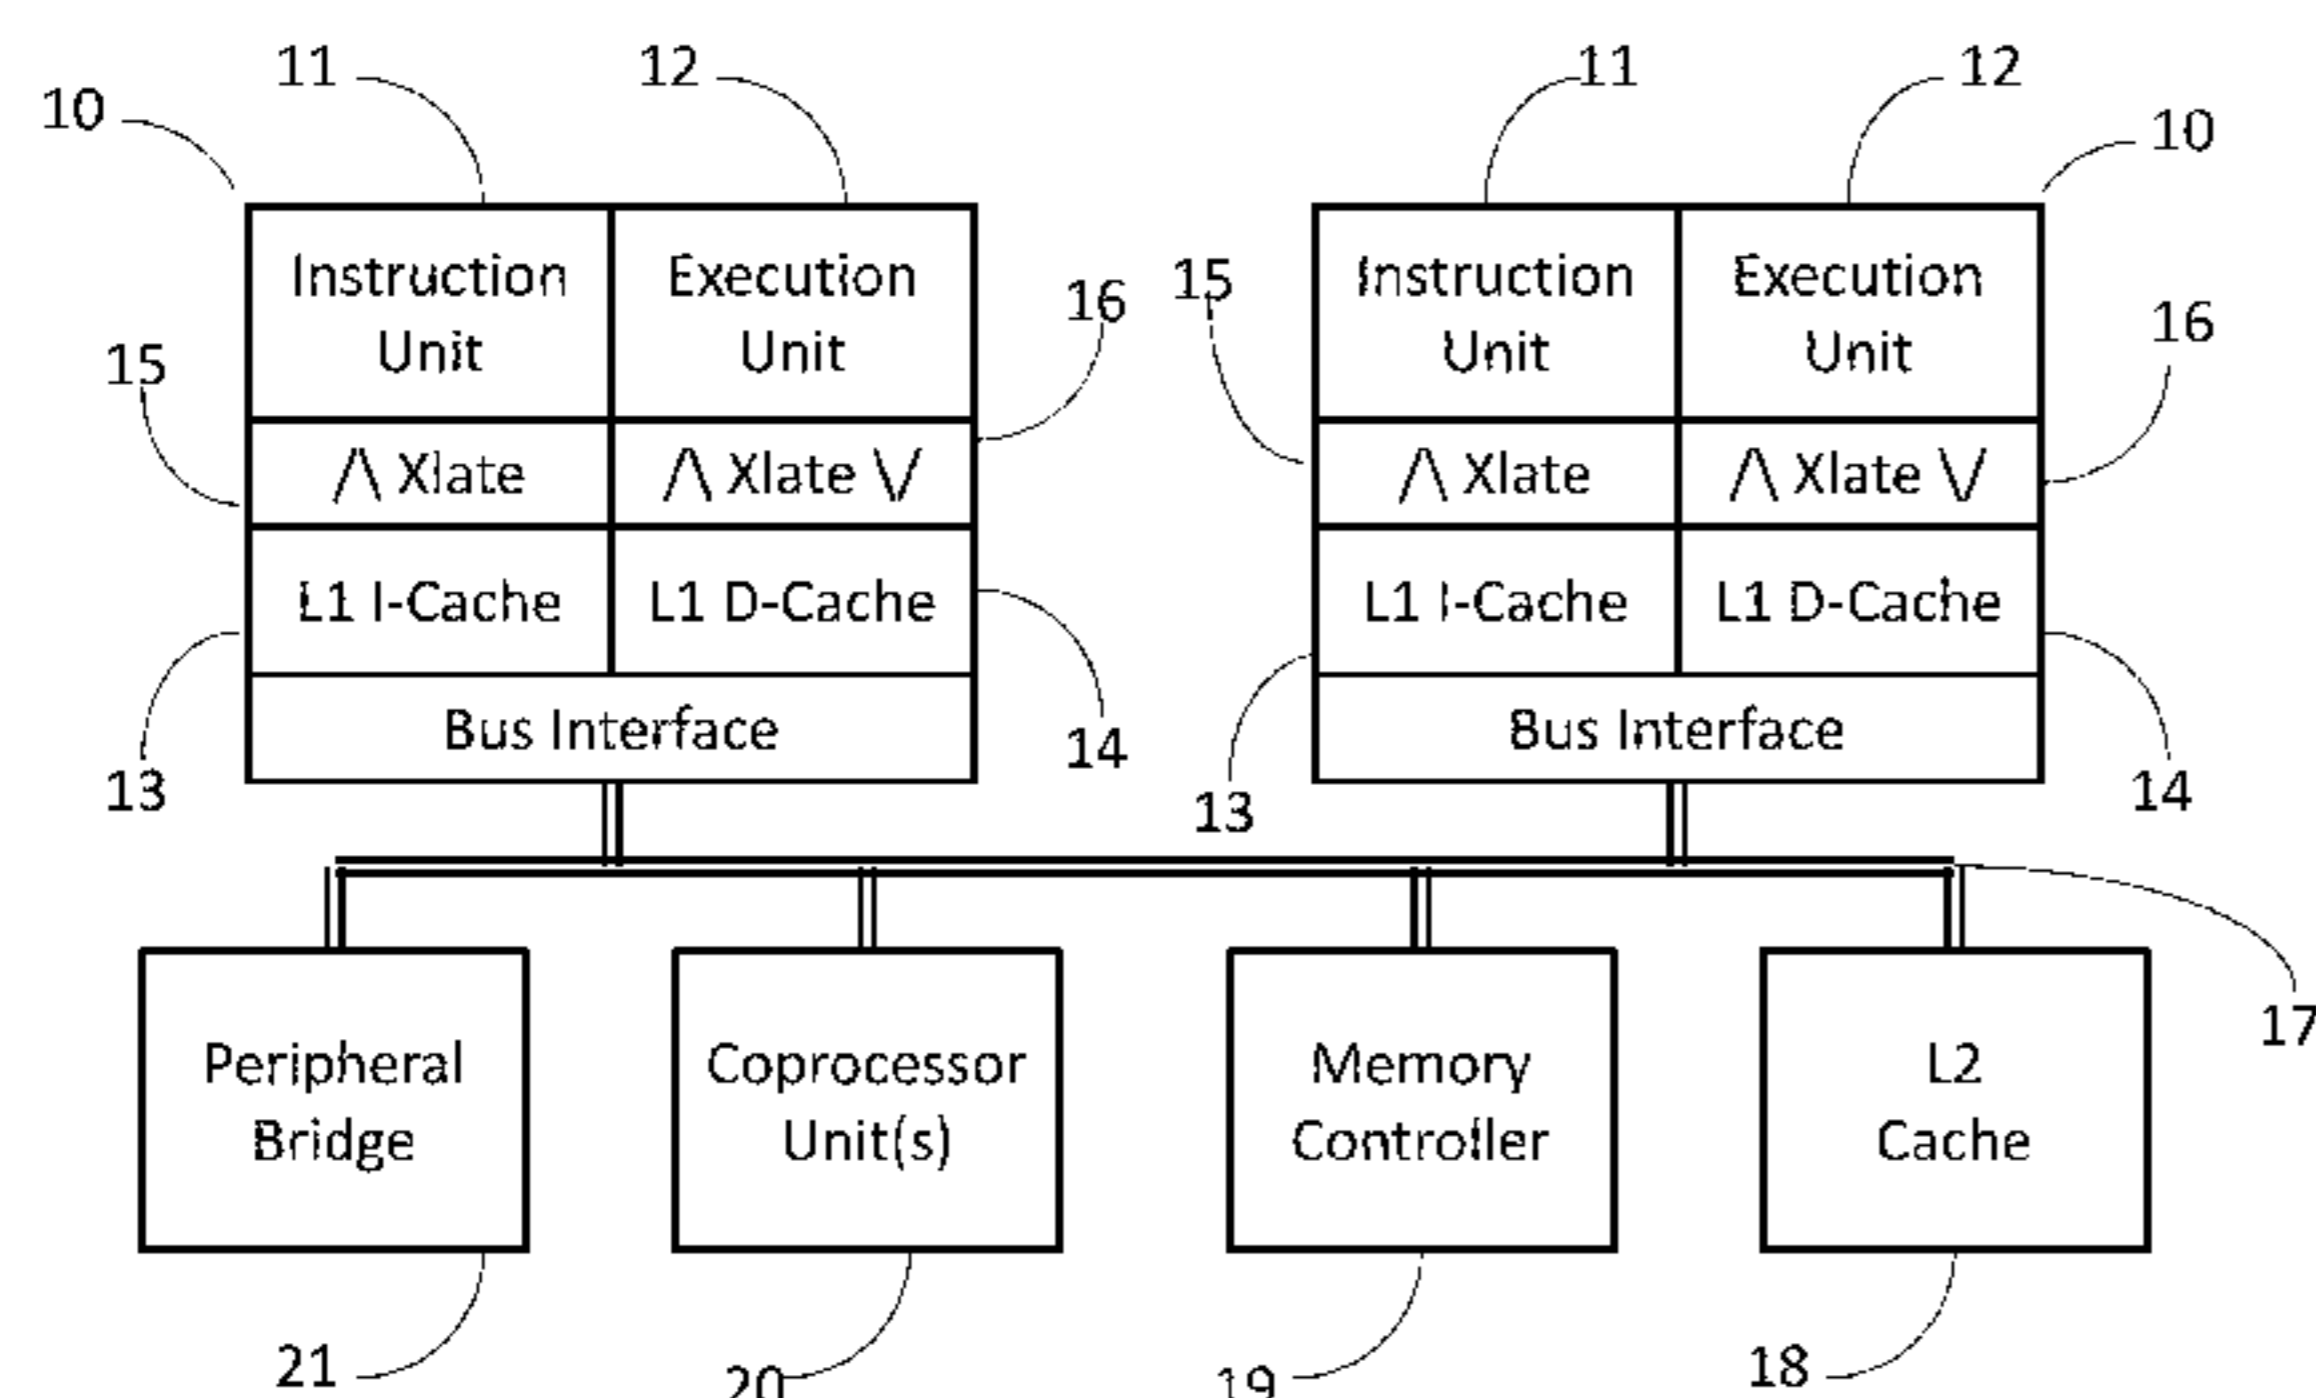 11
12
11
12
10
10
Instruction
Unit
Execution
Unit
Instruction
Unit
Execution
Unit
15
16
15
16
/\ Xlate
/\ Xlate \/
/\ Xlate
/\ Xlate \/
L1 I-Cache
L1 D-Cache
L1 I-Cache
L1 D-Cache
Bus Interface
Bus Interface
13
14
13
14
17
Peripheral
Bridge
Coprocessor
Unit(s)
Memory
Controller
L2
Cache
21
20
19
18